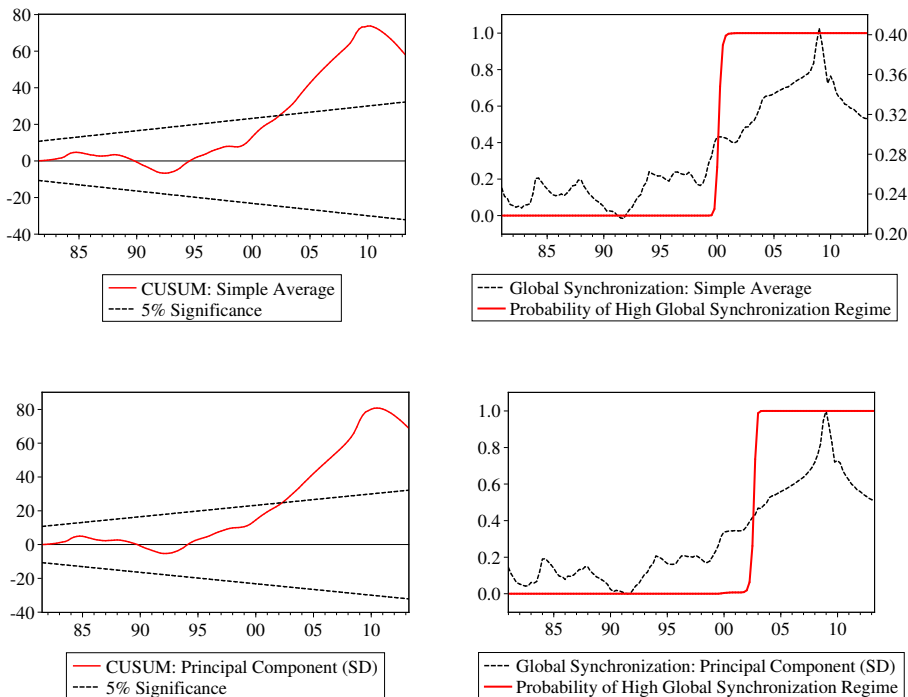 80
60
40
20
0
-20
-40
85 90 95 00 05 10
CUSUM: Simple Average
5% Significance
1.0
0.8
0.6
0.4
0.2
0.0
0.40
0.36
0.32
0.28
0.24
0.20
85 90 95 00 05 10
Global Synchronization: Simple Average
Probability of High Global Synchronization Regime
80
60
40
20
0
-20
-40
85 90 95 00 05 10
CUSUM: Principal Component (SD)
5% Significance
1.0
0.8
0.6
0.4
0.2
0.0
85 90 95 00 05 10
Global Synchronization: Principal Component (SD)
Probability of High Global Synchronization Regime